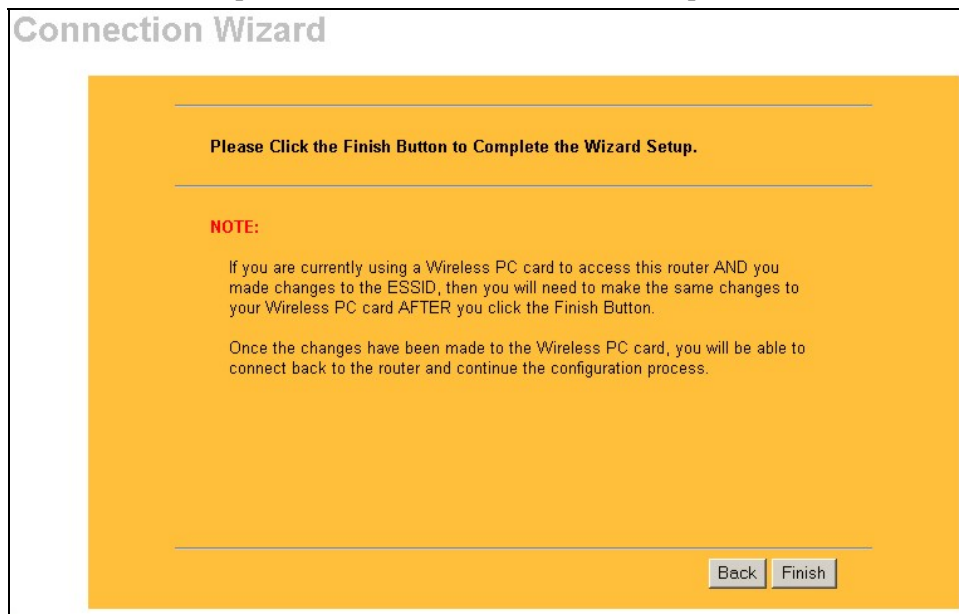 Connection Wizard
Please Click the Finish Button to Complete the Wizard Setup.
NOTE:
If you are currently using a Wireless PC card to access this router AND you
made changes to the ESSID, then you will need to make the same changes to
your Wireless PC card AFTER you click the Finish Button.
Once the changes have been made to the Wireless PC card, you will be able to
connect back to the router and continue the configuration process.
Back Finish